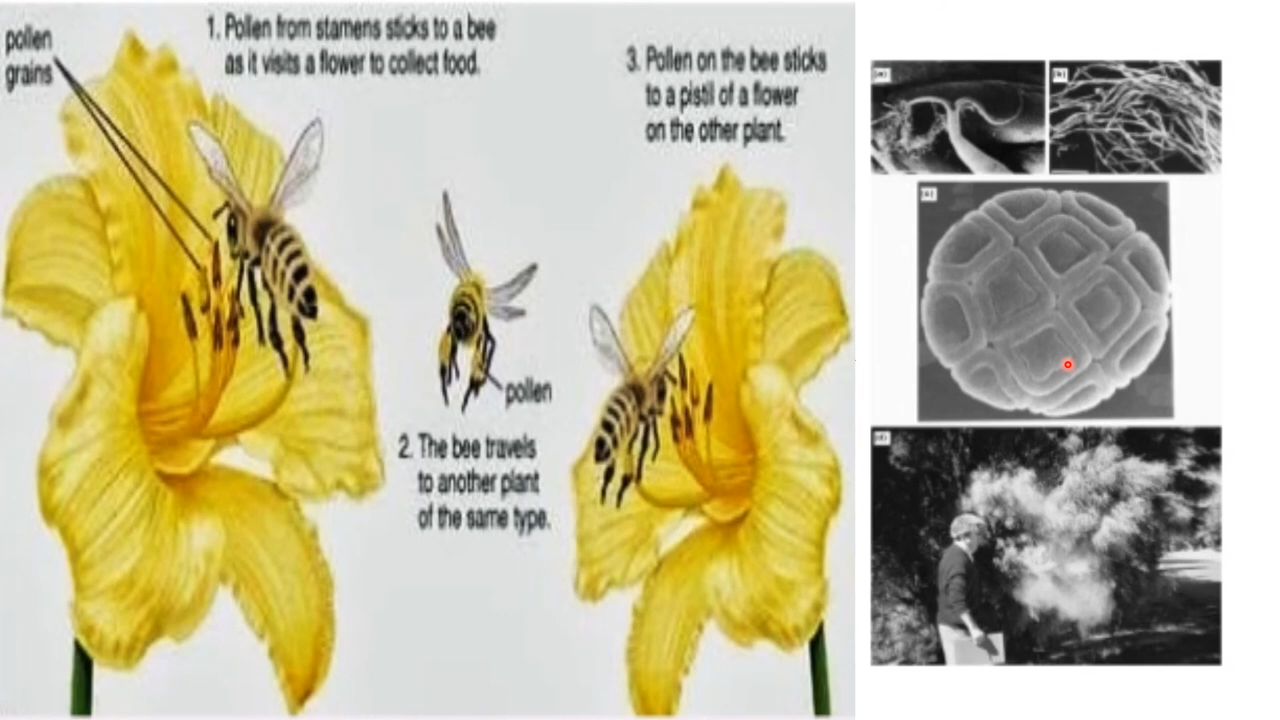 pollen
grains
1. Pollen from stamens sticks to a bee
as it visits a flower to collect food.
3. Pollen on the bee sticks
to a pistil of a flower
on the other plant.
pollen
2. The bee travels
to another plant
of the same type.